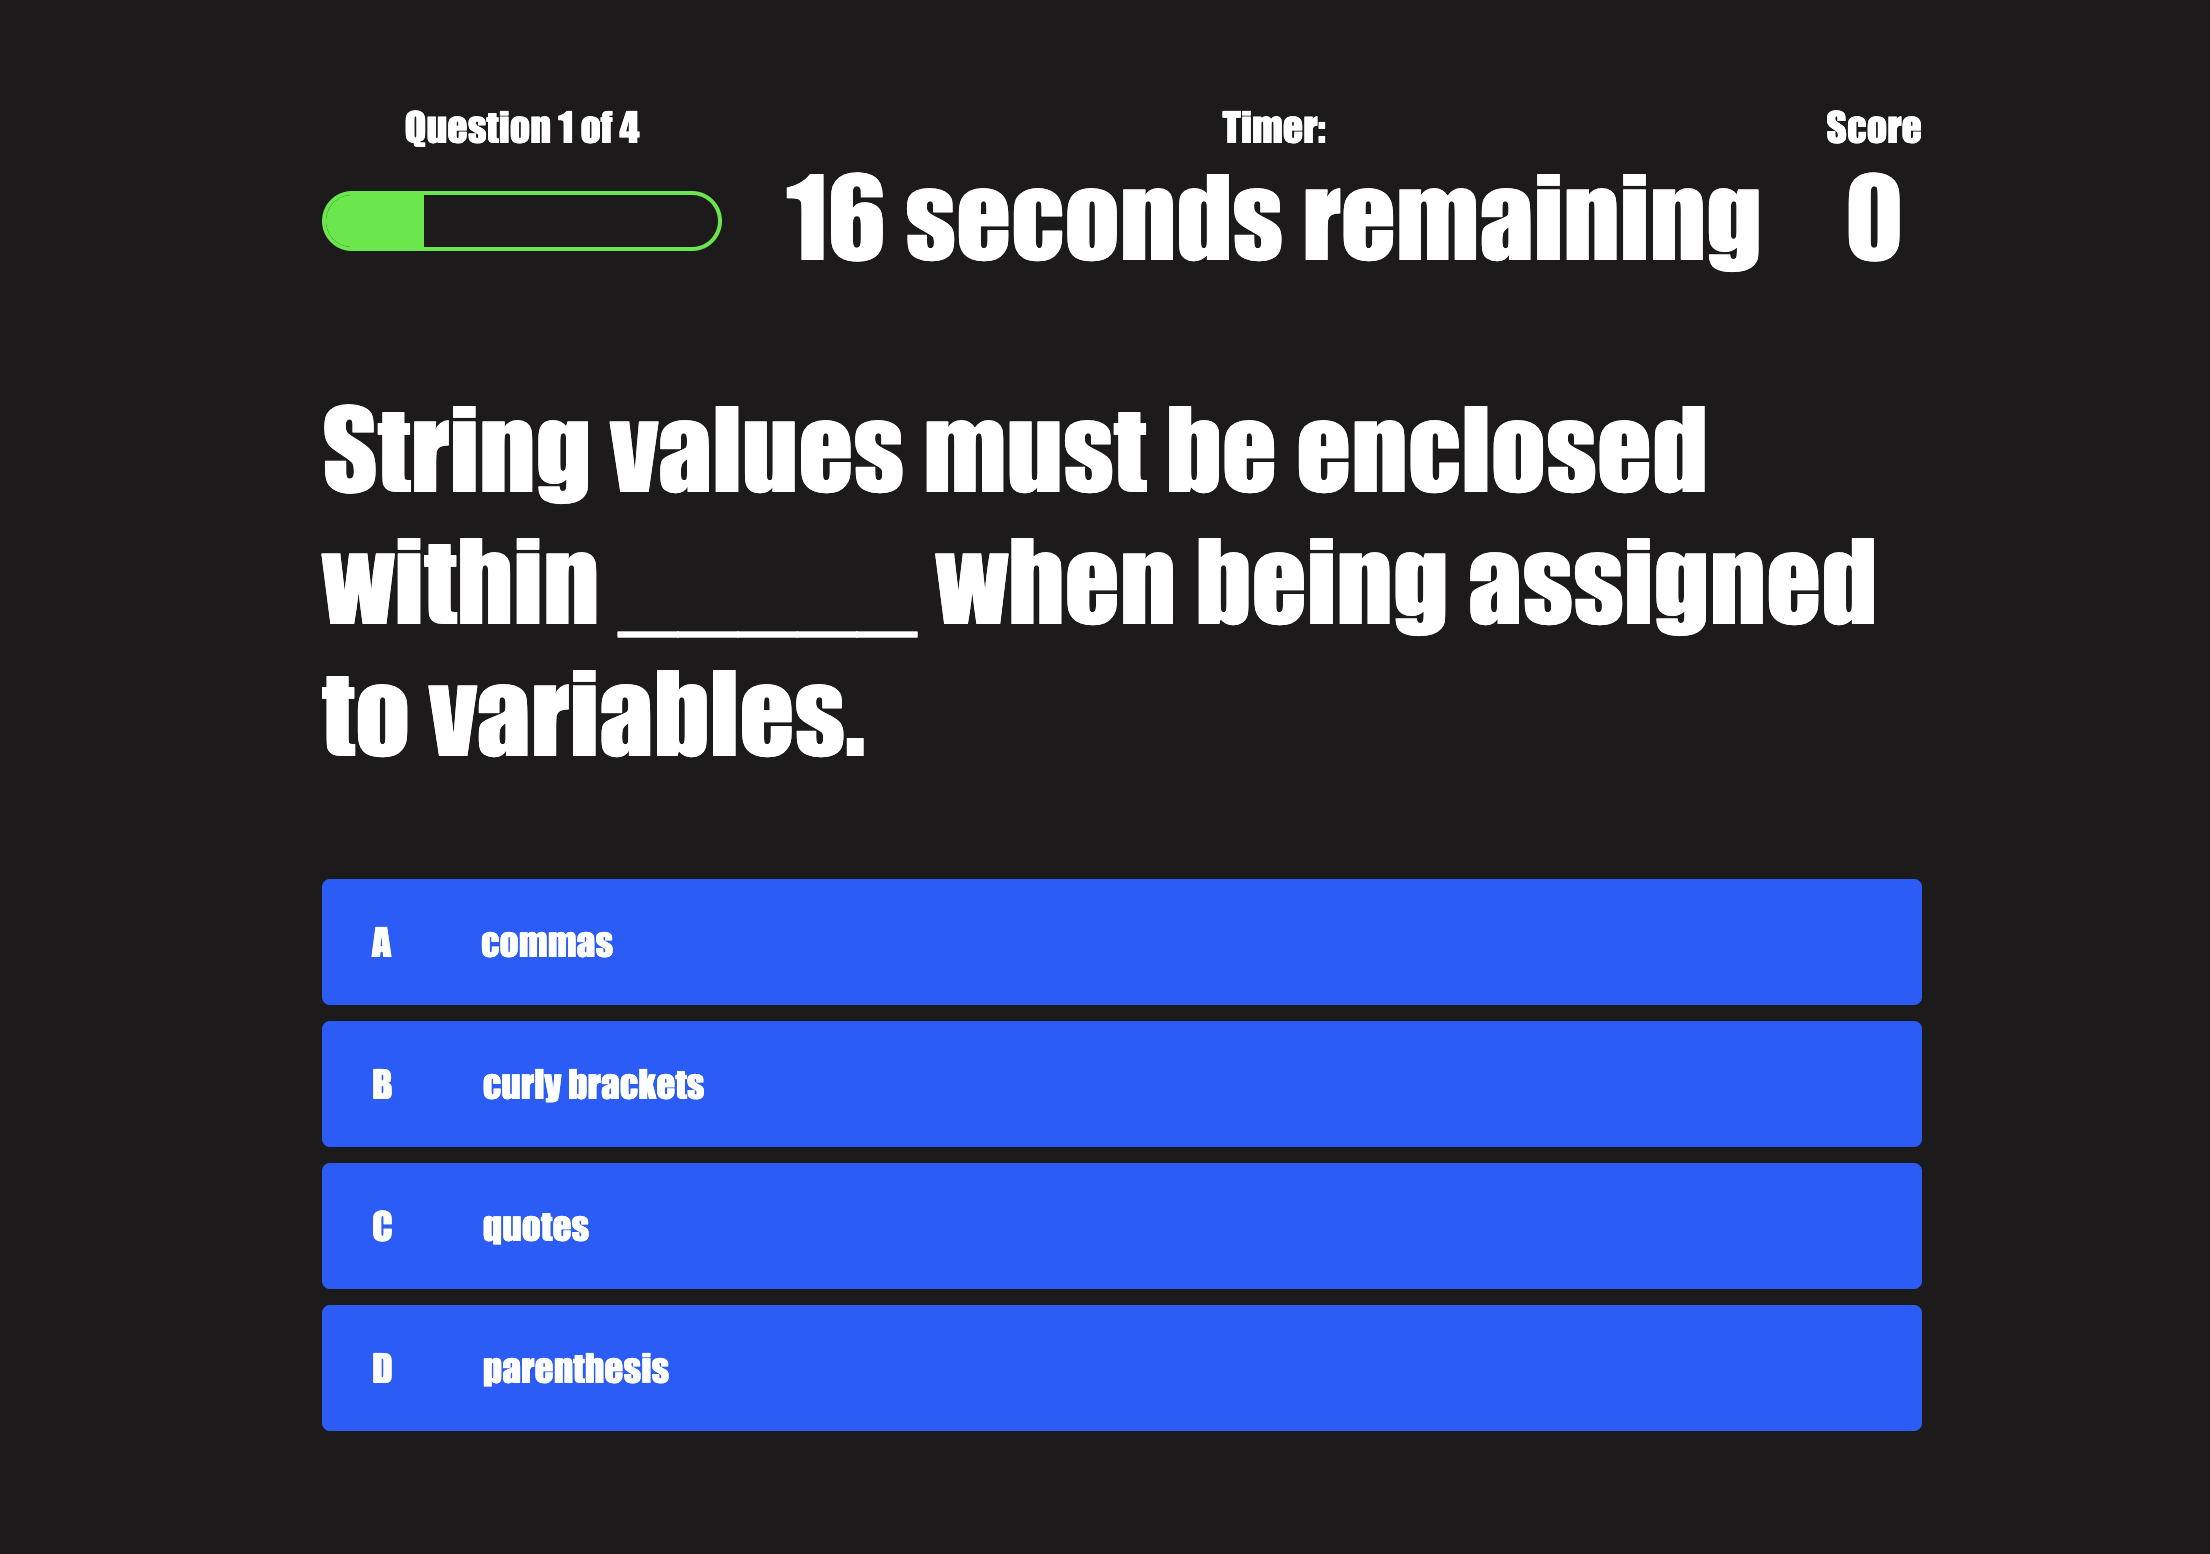 Question 1 of 4
Timer:
Score
16 seconds remaining
0
String values must be enclosed
within _____ when being assigned
to variables.
A commas
B curly brackets
C quotes
D parenthesis